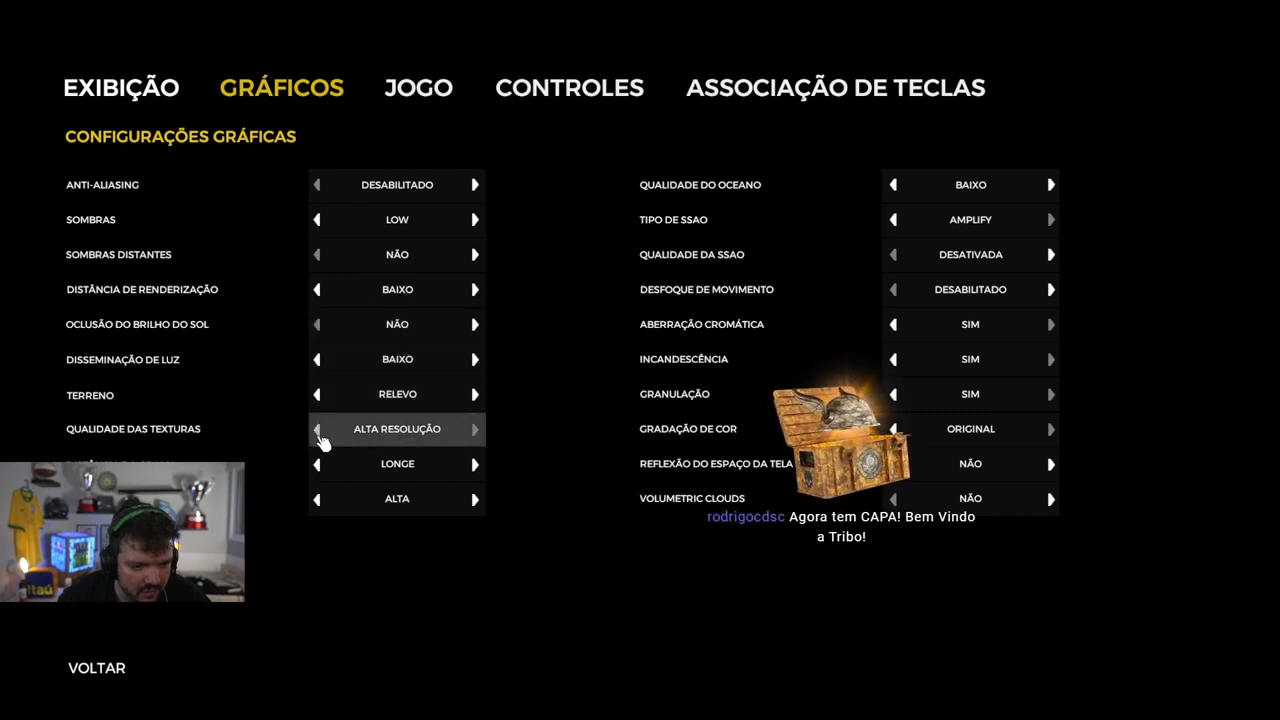 EXIBIÇÃO GRÁFICOS JOGO CONTROLES ASSOCIAÇÃO DE TECLAS
CONFIGURAÇÕES GRÁFICAS
ANTI-ALIASING DESABILITADO
SOMBRAS LOW
SOMBRAS DISTANTES NÃO
DISTÂNCIA DE RENDERIZAÇÃO BAIXO
OCLUSÃO DO BRILHO DO SOL NÃO
DISSEMINAÇÃO DE LUZ BAIXO
TERRENO RELEVO
QUALIDADE DAS TEXTURAS ALTA RESOLUÇÃO
LONGE
ALTA
QUALIDADE DO OCEANO BAIXO
TIPO DE SSAO AMPLIFY
QUALIDADE DA SSAO DESATIVADA
DESFOQUE DE MOVIMENTO DESABILITADO
ABERRAÇÃO CROMÁTICA SIM
INCANDESCÊNCIA SIM
GRANULAÇÃO SIM
GRADAÇÃO DE COR ORIGINAL
REFLEXÃO DO ESPAÇO DA TELA NÃO
VOLUMETRIC CLOUDS NÃO
rodrigocdsc Agora tem CAPA! Bem Vindo
a Tribo!
Itaú
VOLTAR